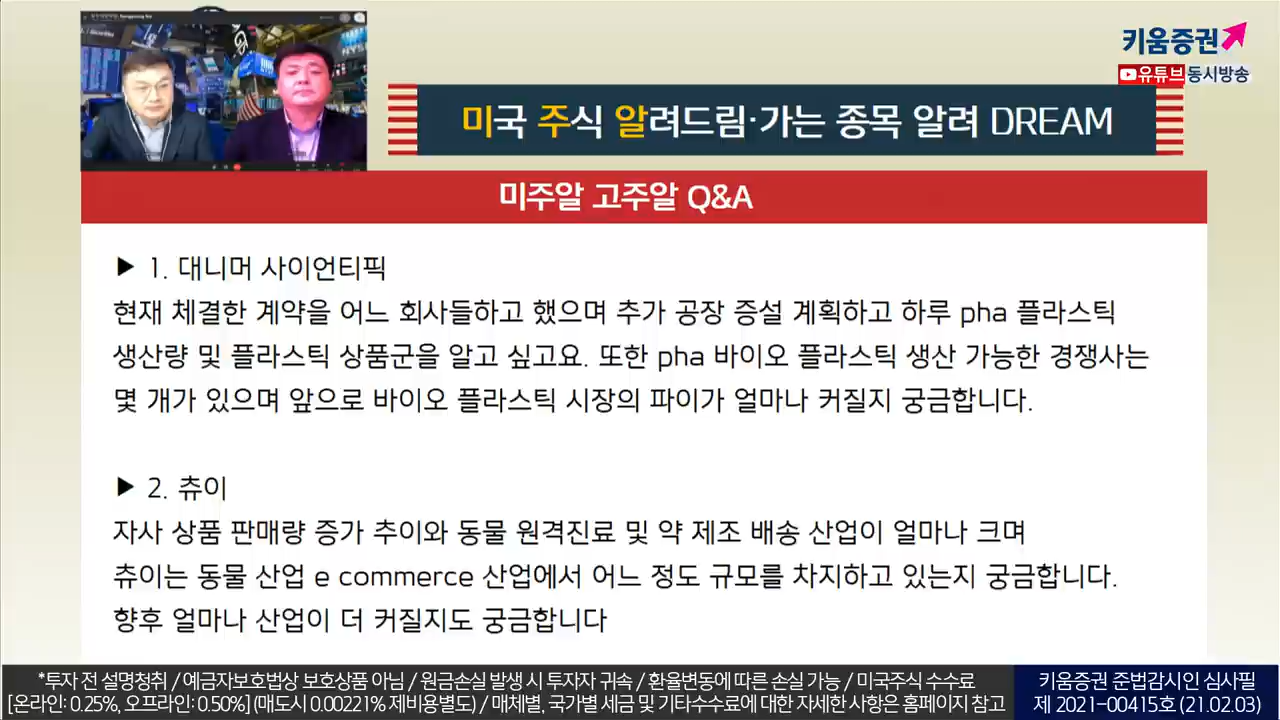 키움증권
유튜브동시방송
미국 주식 알려드림·가는 종목 알려 DREAM
미주알 고주알 Q&A
▶ 1. 대니머 사이언티픽
현재 체결한 계약을 어느 회사들하고 했으며 추가 공장 증설 계획하고 하루 pha 플라스틱
생산량 및 플라스틱 상품군을 알고 싶고요. 또한 pha 바이오 플라스틱 생산 가능한 경쟁사는
몇 개가 있으며 앞으로 바이오 플라스틱 시장의 파이가 얼마나 커질지 궁금합니다.
▶ 2. 츄이
자사 상품 판매량 증가 추이와 동물 원격진료 및 약 제조 배송 산업이 얼마나 크며
츄이는 동물 산업 e commerce 산업에서 어느 정도 규모를 차지하고 있는지 궁금합니다.
향후 얼마나 산업이 더 커질지도 궁금합니다
*투자 전 설명청취 / 예금자보호법상 보호상품 아님 / 원금손실 발생 시 투자자 귀속 / 환율변동에 따른 손실 가능 / 미국주식 수수료
[온라인: 0.25%, 오프라인: 0.50%] (매도시 0.00221% 제비용별도) / 매체별, 국가별 세금 및 기타수수료에 대한 자세한 사항은 홈페이지 참고
키움증권 준법감시인 심사필
제 2021-00415호 (21.02.03)